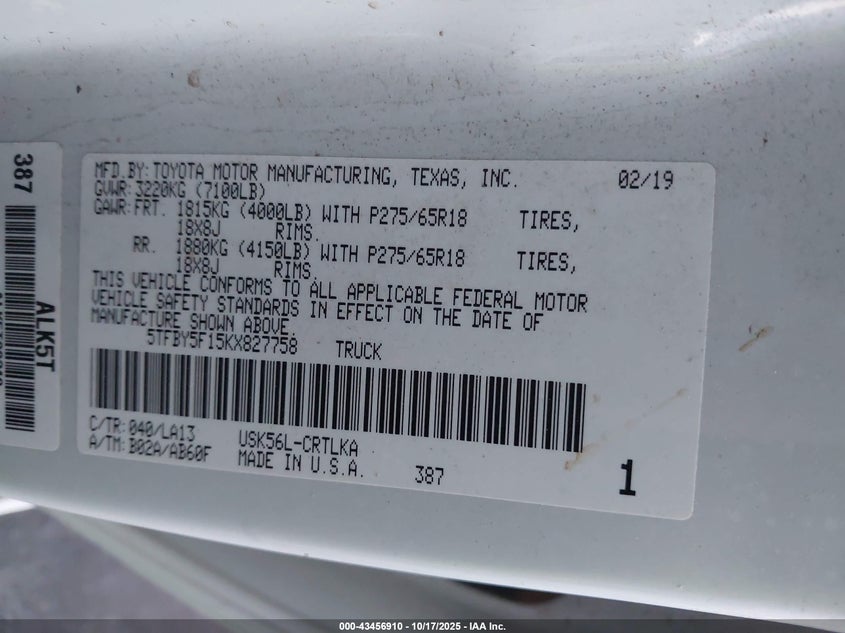 MFD.BY:TOYOTA MOTOR MANUFACTURING, TEXAS, INC. 02/19
GVWR:3220KG (7100LB)
GAWR:FRT. 1815KG (4000LB) WITH P275/65R18 TIRES,
18X8J RIMS.
RR. 1880KG (4150LB) WITH P275/65R18 TIRES,
18X8J RIMS.
THIS VEHICLE CONFORMS TO ALL APPLICABLE FEDERAL MOTOR
VEHICLE SAFETY STANDARDS IN EFFECT ON THE DATE OF
MANUFACTURE SHOWN ABOVE.
5TFBY5F15KX827758 TRUCK
C/TR:040/LA13 USK56L-CRTLKA
A/TM:B02A/AB60F MADE IN U.S.A. 387 1
387
ALK5T
000-43456910 - 10/17/2025 - IAA Inc.